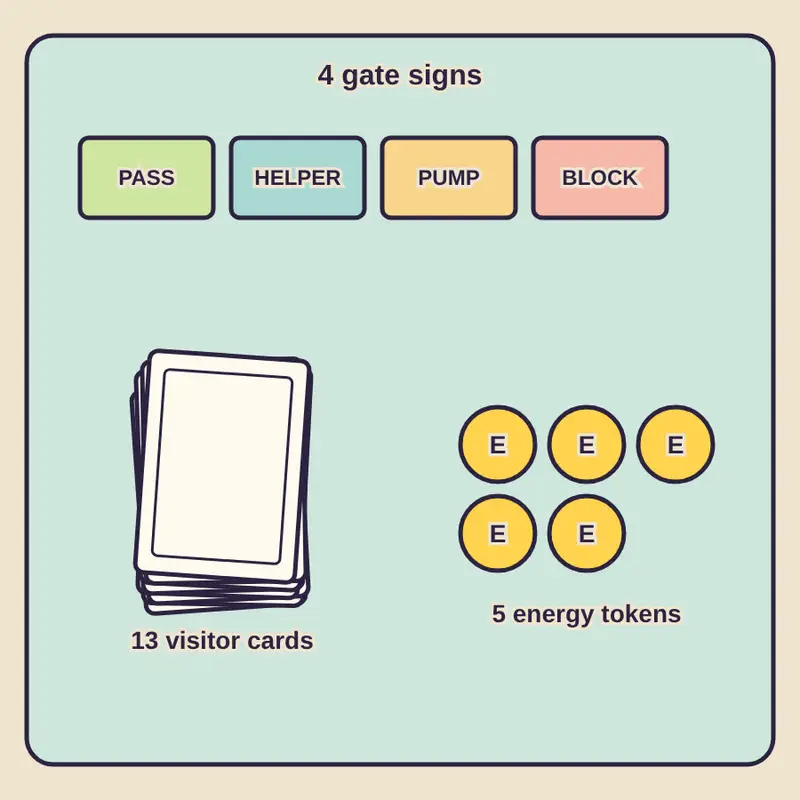 4 gate signs
PASS
HELPER
PUMP
BLOCK
E
E
E
E
E
5 energy tokens
13 visitor cards